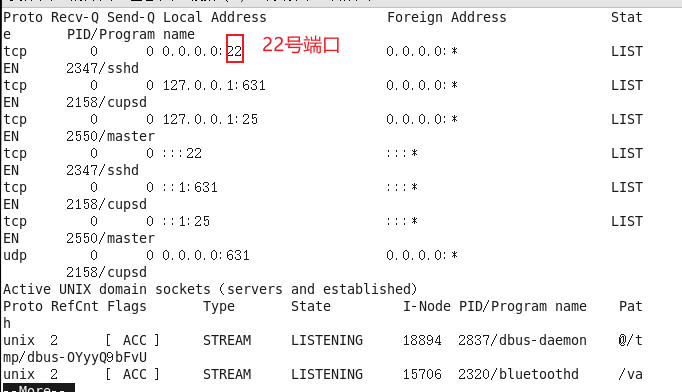 Proto Recv-Q Send-Q Local Address Foreign Address Stat
e PID/Program name
tcp 0 0 0.0.0.0:22 0.0.0.0:* LIST
22号端口
EN 2347/sshd
tcp 0 0 127.0.0.1:631 0.0.0.0:* LIST
EN 2158/cupsd
tcp 0 0 127.0.0.1:25 0.0.0.0:* LIST
EN 2550/master
tcp 0 0 :::22 :::* LIST
EN 2347/sshd
tcp 0 0 ::1:631 :::* LIST
EN 2158/cupsd
tcp 0 0 ::1:25 :::* LIST
EN 2550/master
udp 0 0 0.0.0.0:631 0.0.0.0:*
2158/cupsd
Active UNIX domain sockets (servers and established)
Proto RefCnt Flags Type State I-Node PID/Program name Pat
h
unix 2 [ ACC ] STREAM LISTENING 18894 2837/dbus-daemon @/t
mp/dbus-OYyyQ9bFvU
unix 2 [ ACC ] STREAM LISTENING 15706 2320/bluetoothd /va
--More--